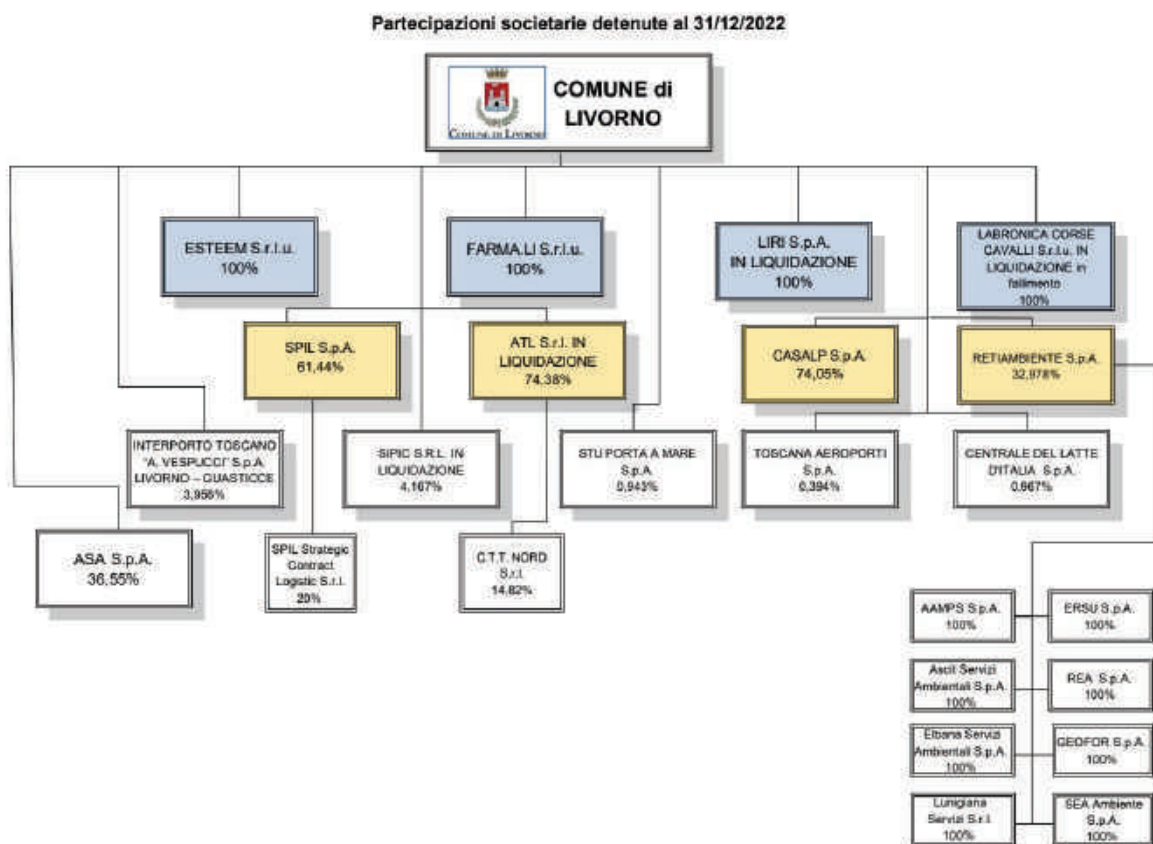 Partecipazioni societarie detenute al 31/12/2022
COMUNE DI LIVORNO
COMUNE di
LIVORNO
ESTEEM S.r.l.u.
100%
FARMA.LI S.r.l.u.
100%
LIRI S.p.A.
IN LIQUIDAZIONE
100%
LABRONICA CORSE
CAVALLI S.r.l.u. IN
LIQUIDAZIONE in
fallimento
100%
SPIL S.p.A.
61,44%
ATL S.r.l. IN
LIQUIDAZIONE
74,38%
CASALP S.p.A.
74,05%
RETIAMBIENTE S.p.A.
32,978%
INTERPORTO TOSCANO
"A. VESPUCCI" S.p.A.
LIVORNO – GUASTICCE
3,956%
SIPIC S.R.L. IN
LIQUIDAZIONE
4,167%
STU PORTA A MARE
S.p.A.
0,943%
TOSCANA AEROPORTI
S.p.A.
0,394%
CENTRALE DEL LATTE
D'ITALIA S.p.A.
0,967%
ASA S.p.A.
36,55%
SPIL Strategic
Contract
Logistic S.r.l.
20%
C.T.T. NORD
S.r.l.
14,82%
AAMPS S.p.A.
100%
ERSU S.p.A.
100%
Ascit Servizi
Ambientali S.p.A.
100%
REA S.p.A.
100%
Elbana Servizi
Ambientali S.p.A.
100%
GEOFOR S.p.A.
100%
Lunigiana
Servizi S.r.l.
100%
SEA Ambiente
S.p.A.
100%